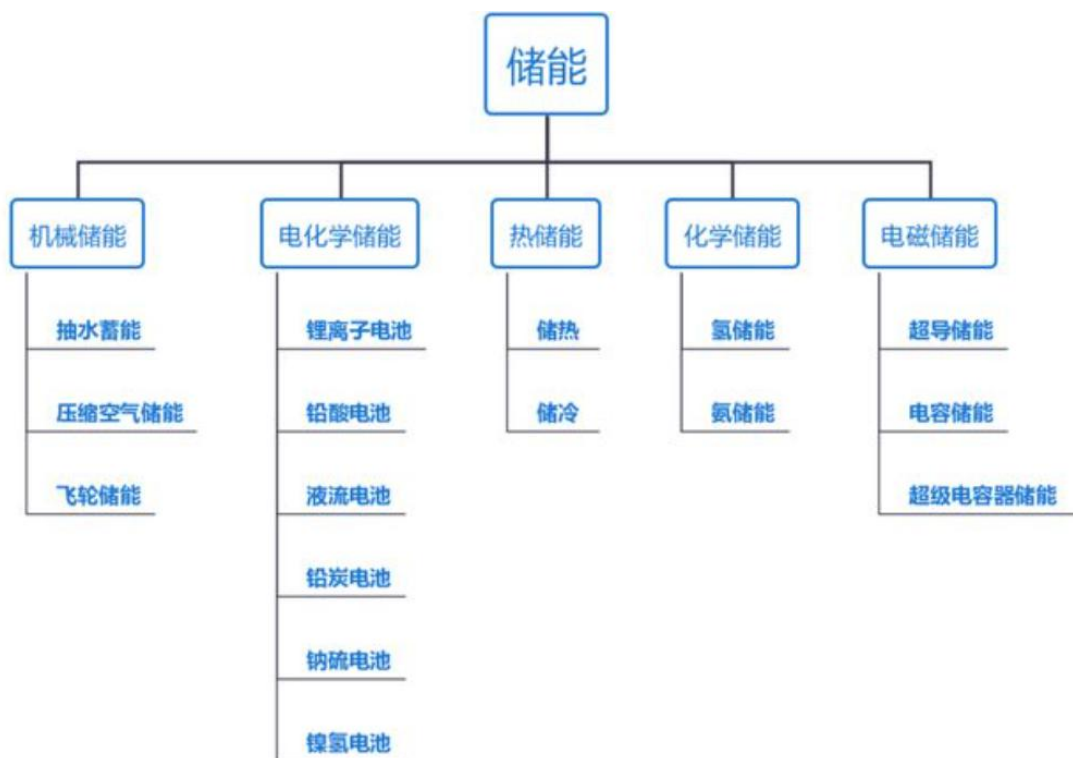 储能
机械储能
抽水蓄能
压缩空气储能
飞轮储能
电化学储能
锂离子电池
铅酸电池
液流电池
铅炭电池
钠硫电池
镍氢电池
热储能
储热
储冷
化学储能
氢储能
氨储能
电磁储能
超导储能
电容储能
超级电容器储能